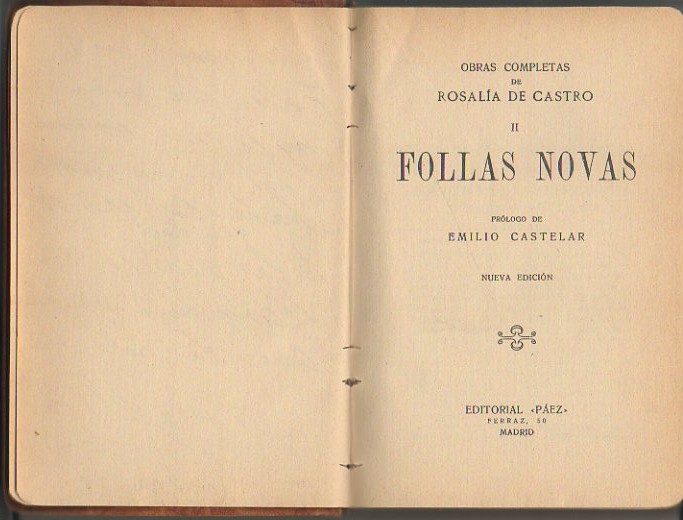 OBRAS COMPLETAS
DE
ROSALÍA DE CASTRO
II
FOLLAS NOVAS
PRÓLOGO DE
EMILIO CASTELAR
NUEVA EDICIÓN
EDITORIAL «PÁEZ»
FERRAZ, 50
MADRID